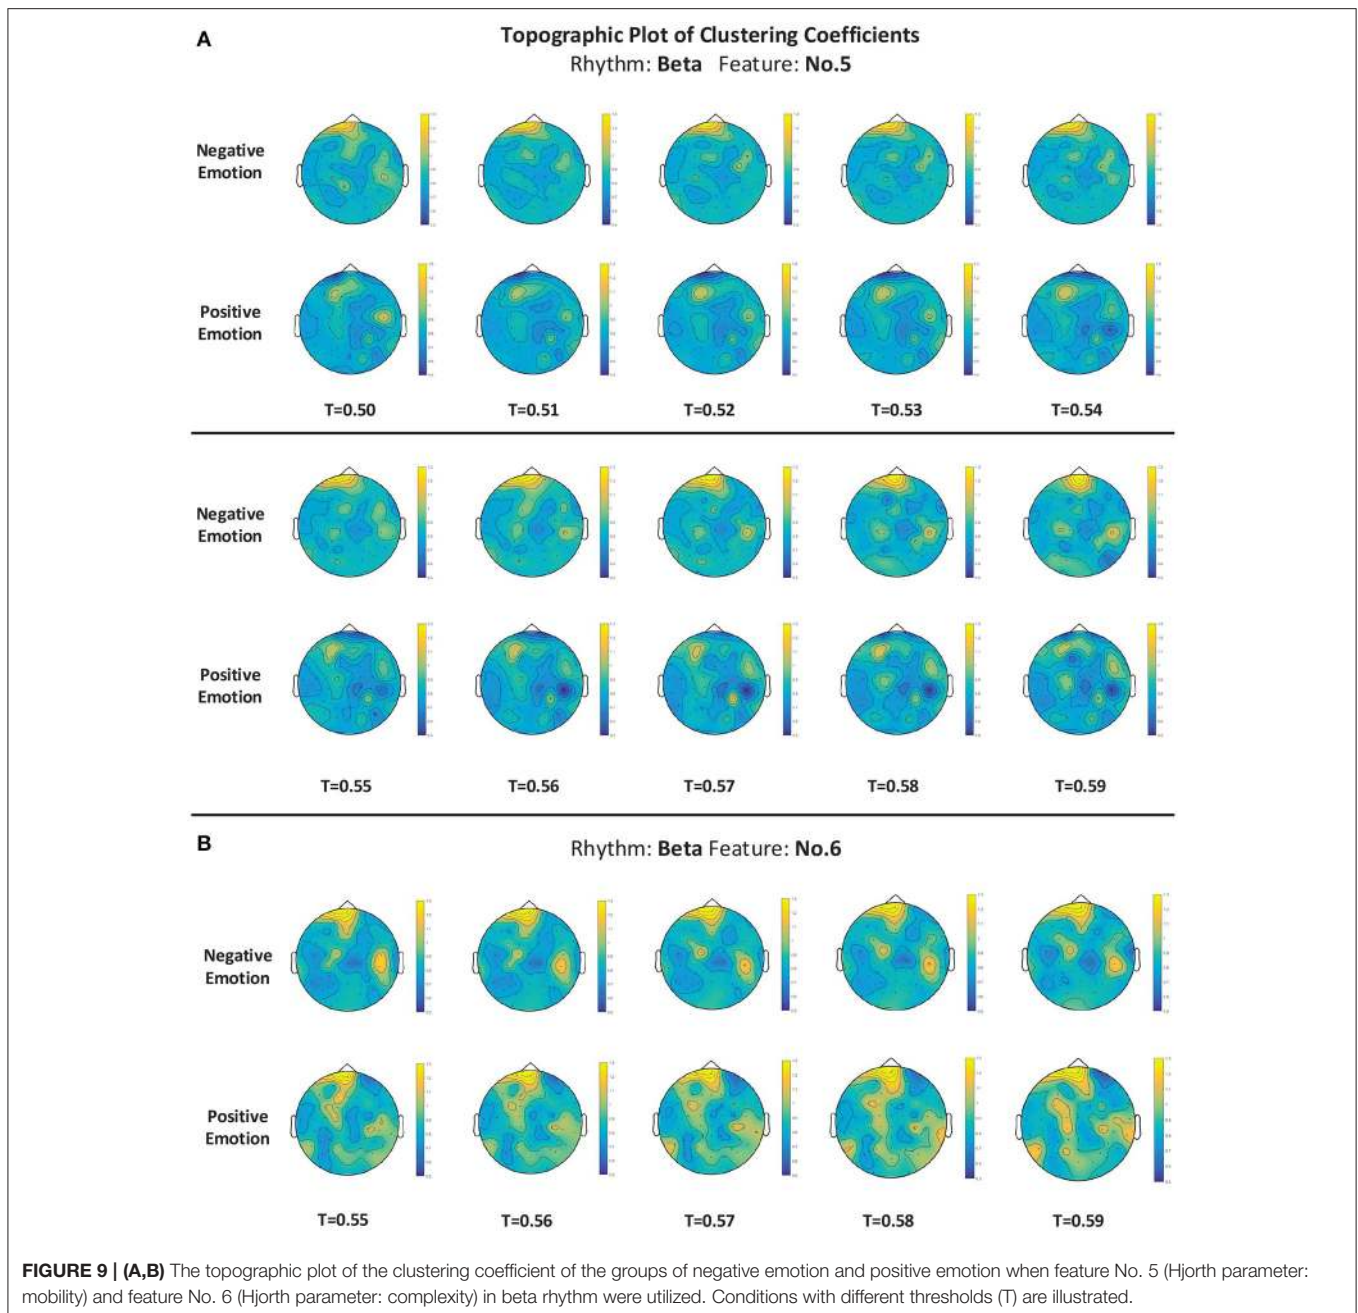 A
Topographic Plot of Clustering Coefficients
Rhythm: Beta Feature: No.5
Negative
Emotion
Positive
Emotion
T=0.50 T=0.51 T=0.52 T=0.53 T=0.54
Negative
Emotion
Positive
Emotion
T=0.55 T=0.56 T=0.57 T=0.58 T=0.59
B
Rhythm: Beta Feature: No.6
Negative
Emotion
Positive
Emotion
T=0.55 T=0.56 T=0.57 T=0.58 T=0.59
FIGURE 9 | (A,B) The topographic plot of the clustering coefficient of the groups of negative emotion and positive emotion when feature No. 5 (Hjorth parameter:
mobility) and feature No. 6 (Hjorth parameter: complexity) in beta rhythm were utilized. Conditions with different thresholds (T) are illustrated.